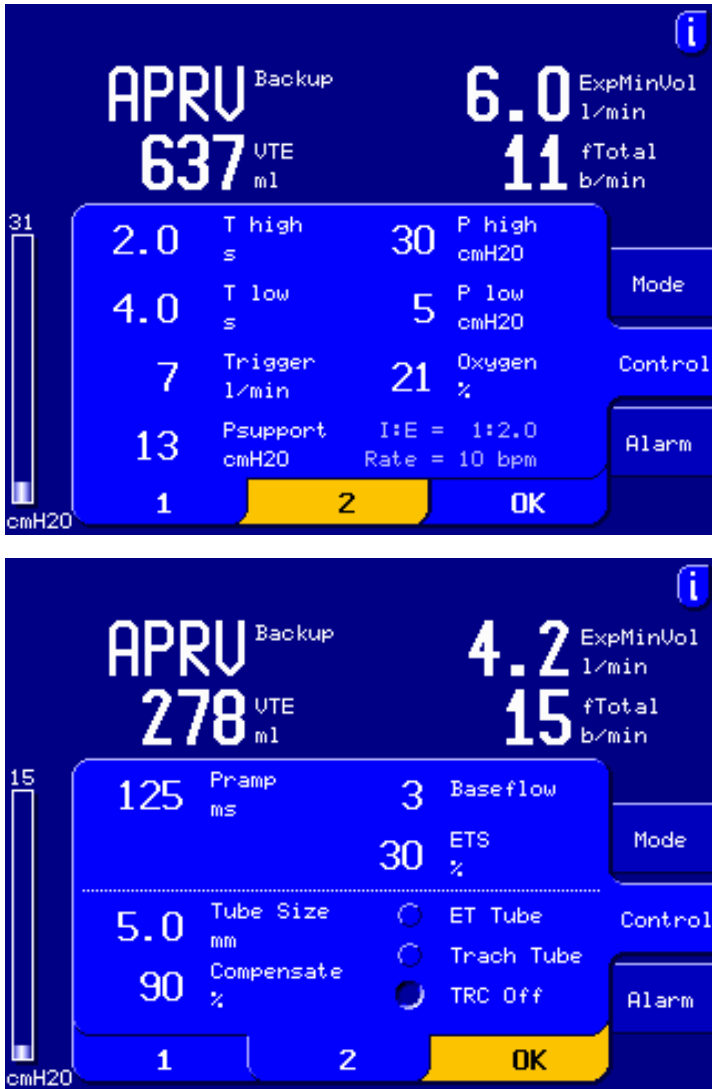 i
APRV Backup 6.0 ExpMinVol l/min
637 VTE ml 11 fTotal b/min
31
2.0 T high s 30 P high cmH2O
Mode
4.0 T low s 5 P low cmH2O
7 Trigger l/min 21 Oxygen % Control
13 Psupport cmH2O I:E = 1:2.0
Rate = 10 bpm
Alarm
1 2 OK
cmH2O
i
APRV Backup 4.2 ExpMinVol l/min
278 VTE ml 15 fTotal b/min
15
125 Pramp ms 3 Baseflow
30 ETS % Mode
5.0 Tube Size mm ET Tube Control
Trach Tube
90 Compensate % TRC Off Alarm
1 2 OK
cmH2O